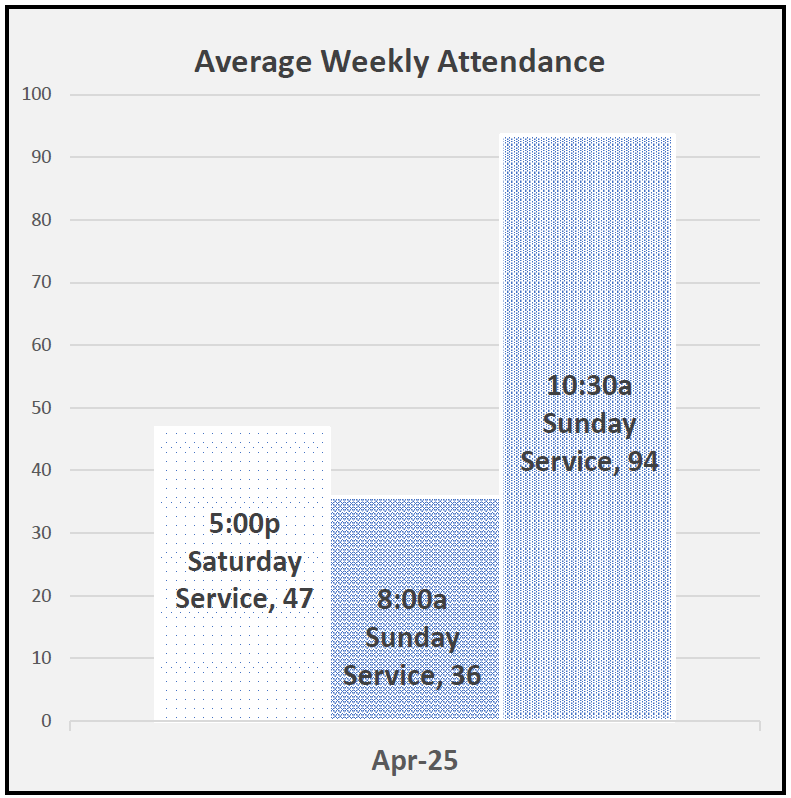 Average Weekly Attendance
100
90
80
70
60
50
40
30
20
10
0
5:00p
Saturday
Service, 47
8:00a
Sunday
Service, 36
10:30a
Sunday
Service, 94
Apr-25